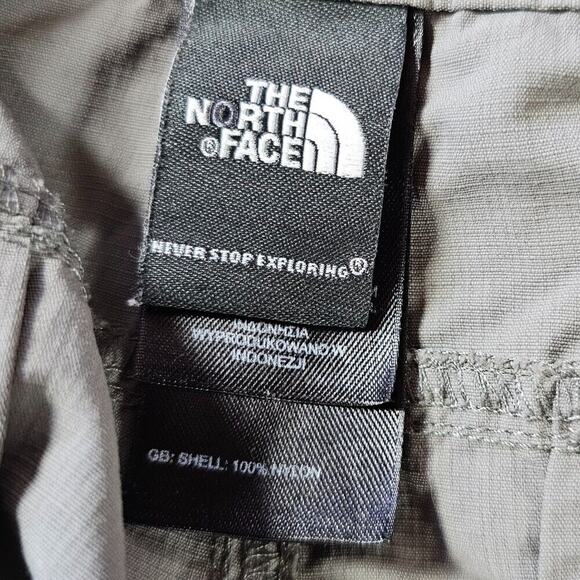 THE
NORTH
®FACE
NEVER STOP EXPLORING®
ΙΝΔΟΝΗΣΙΑ
WYPRODUKOWANO W
INDONEZJI
GB: SHELL: 100% NYLON